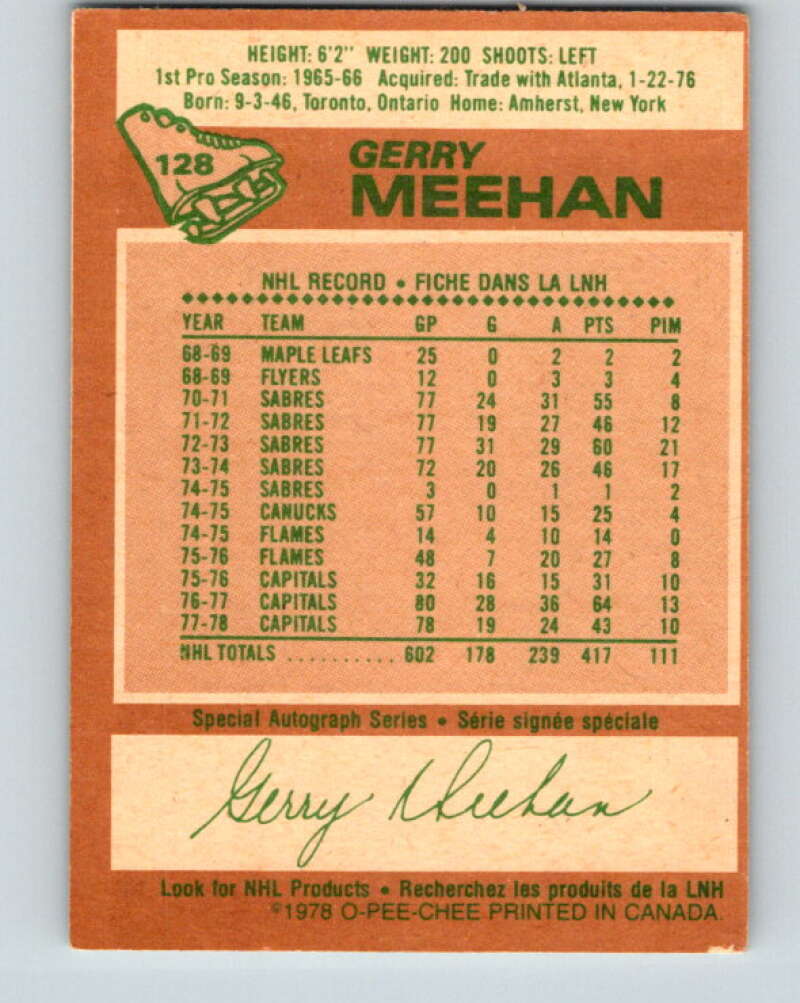 HEIGHT: 6'2" WEIGHT: 200 SHOOTS: LEFT
1st Pro Season: 1965-66 Acquired: Trade with Atlanta, 1-22-76
Born: 9-3-46, Toronto, Ontario Home: Amherst, New York
128
GERRY
MEEHAN
NHL RECORD • FICHE DANS LA LNH
YEAR TEAM GP G A PTS PIM
68-69 MAPLE LEAFS 25 0 2 2 2
68-69 FLYERS 12 0 3 3 4
70-71 SABRES 77 24 31 55 8
71-72 SABRES 77 19 27 46 12
72-73 SABRES 77 31 29 60 21
73-74 SABRES 72 20 26 46 17
74-75 SABRES 3 0 1 1 2
74-75 CANUCKS 57 10 15 25 4
74-75 FLAMES 14 4 10 14 0
75-76 FLAMES 48 7 20 27 8
75-76 CAPITALS 32 16 15 31 10
76-77 CAPITALS 80 28 36 64 13
77-78 CAPITALS 78 19 24 43 10
NHL TOTALS .......... 602 178 239 417 111
Special Autograph Series • Série signée spéciale
Gerry Meehan
Look for NHL Products • Recherchez les produits de la LNH
©1978 O-PEE-CHEE PRINTED IN CANADA.